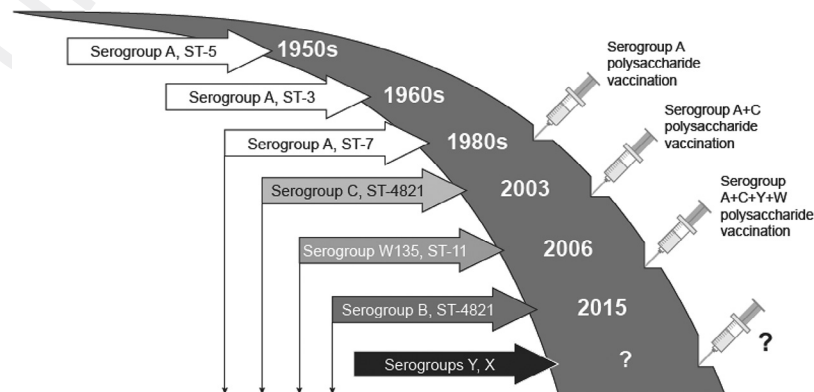 Serogroup A, ST-5
1950s
Serogroup A
polysaccharide
vaccination
Serogroup A, ST-3
1960s
Serogroup A+C
polysaccharide
vaccination
Serogroup A, ST-7
1980s
Serogroup C, ST-4821
2003
Serogroup
A+C+Y+W
polysaccharide
vaccination
Serogroup W135, ST-11
2006
Serogroup B, ST-4821
2015
?
Serogroups Y, X
?